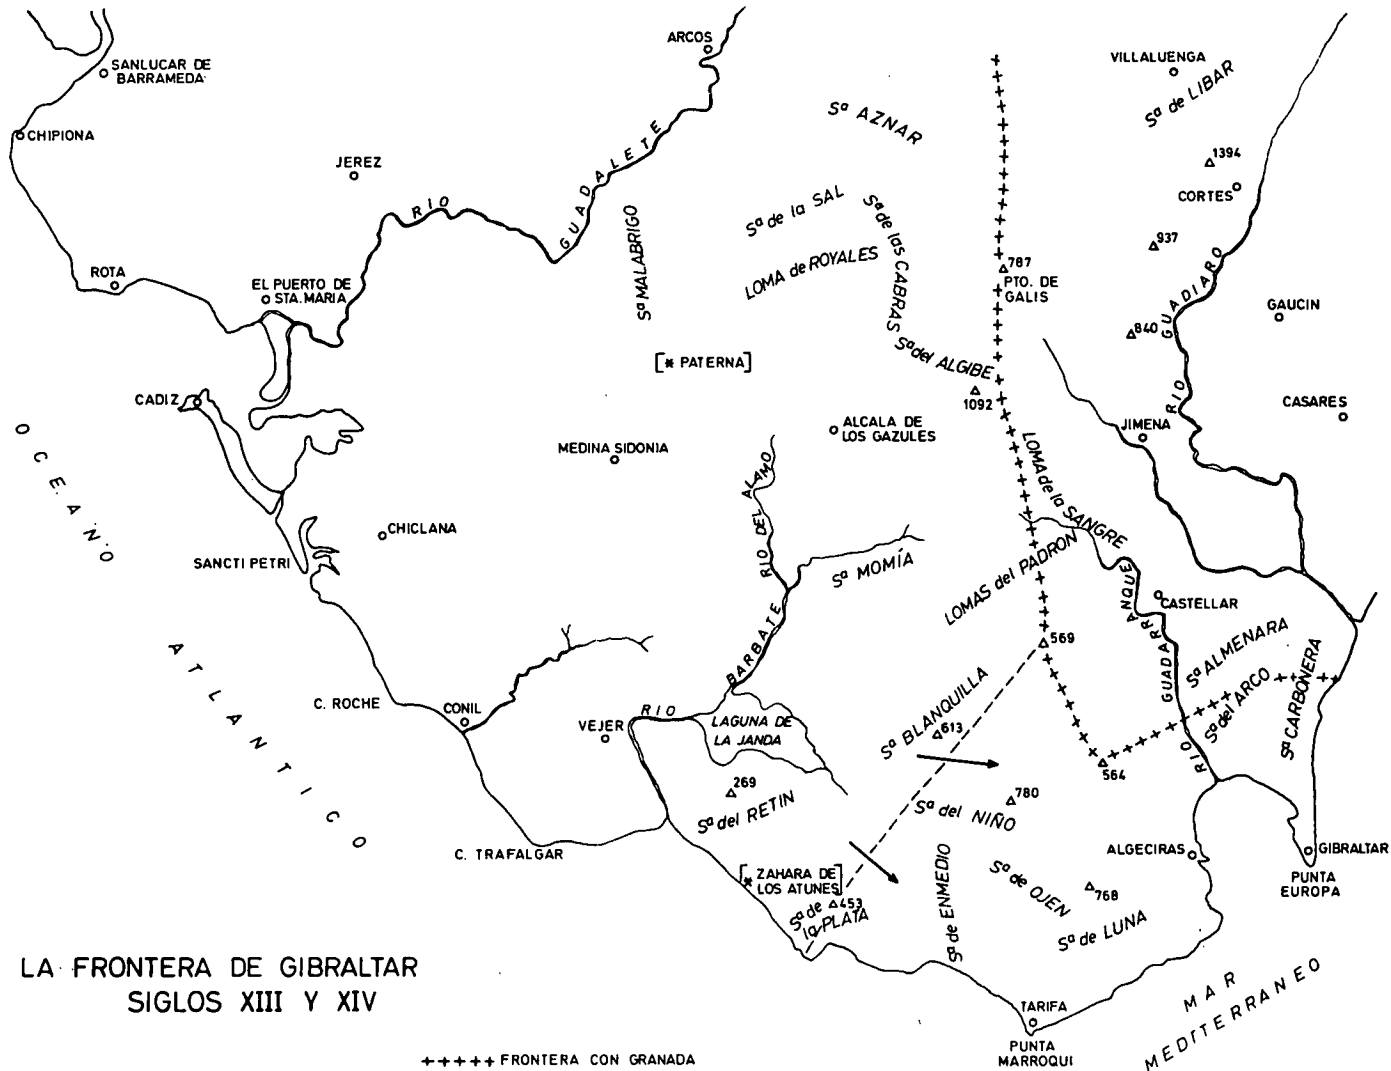 ARCOS
VILLALUENGA
SANLUCAR DE
BARRAMEDA
Sª de LIBAR
Sª AZNAR
CHIPIONA
JEREZ
1394
CORTES
RIO GUADALETE
Sª de la SAL
Sª de las CABRAS
Sª MALABRIGO
937
LOMA de ROYALES
787
PTO. DE
GALIS
ROTA
EL PUERTO DE
STA. MARIA
GAUCIN
RIO GUADIARO
840
Sª del ALGIBE
[* PATERNA]
1092
CADIZ
CASARES
ALCALA DE
LOS GAZULES
JIMENA
MEDINA SIDONIA
LOMA de la SANGRE
RIO DEL ALAMO
CHICLANA
SANCTI PETRI
Sª MOMÍA
LOMAS del PADRON
CASTELLAR
OCEANO ATLANTICO
RIO BARBATE
569
RIO GUADARRANQUE
Sª ALMENARA
Sª del ARCO
Sª CARBONERA
C. ROCHE
CONIL
VEJER
LAGUNA DE
LA JANDA
Sª BLANQUILLA
613
564
269
Sª del RETIN
780
Sª del NIÑO
C. TRAFALGAR
ALGECIRAS
GIBRALTAR
PUNTA
EUROPA
[* ZAHARA DE
LOS ATUNES]
Sª de
la PLATA
453
Sª de ENMEDIO
Sª de OJEN
768
Sª de LUNA
LA FRONTERA DE GIBRALTAR
SIGLOS XIII Y XIV
MAR
MEDITERRANEO
TARIFA
PUNTA
MARROQUI
+++++ FRONTERA CON GRANADA